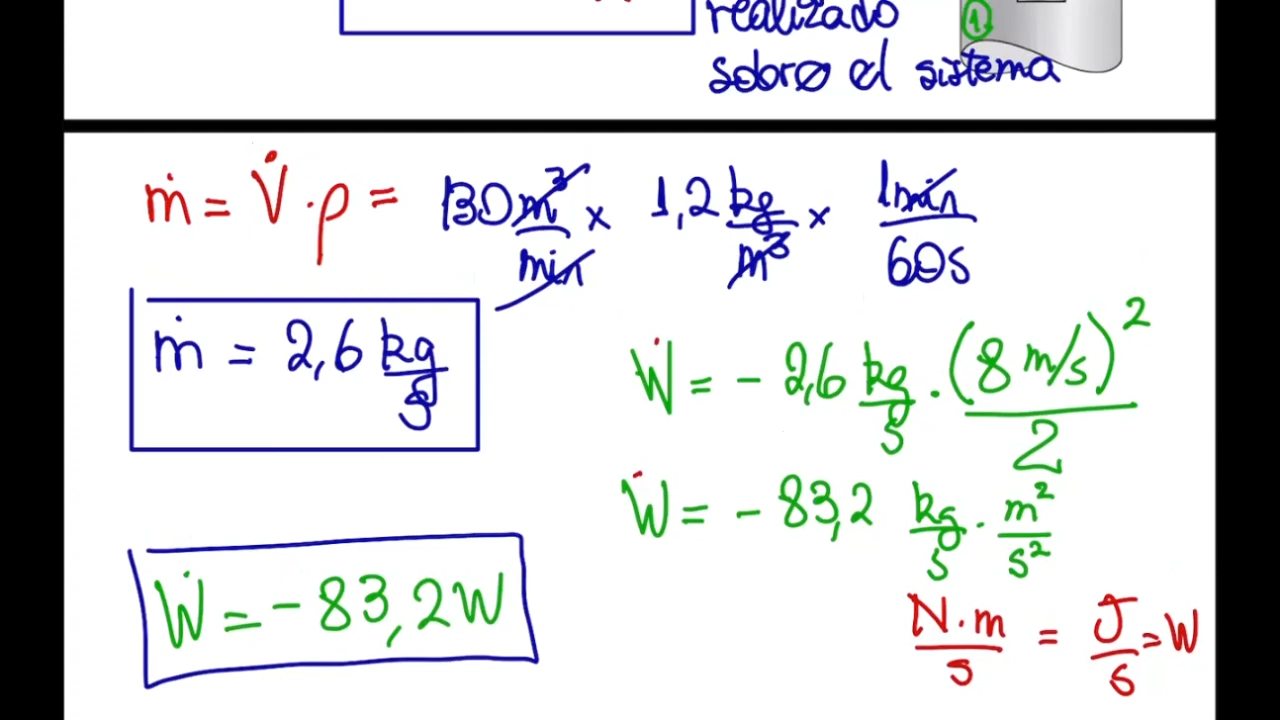 realizado
1
sobre el sistema
ṁ = V̇ · ρ = 130 m³/min × 1,2 kg/m³ × 1min/60s
ṁ = 2,6 kg/s
Ẇ = - 2,6 kg/s · (8 m/s)²/2
Ẇ = - 83,2 kg/s · m²/s²
Ẇ = - 83,2 W
N·m/s = J/s = W